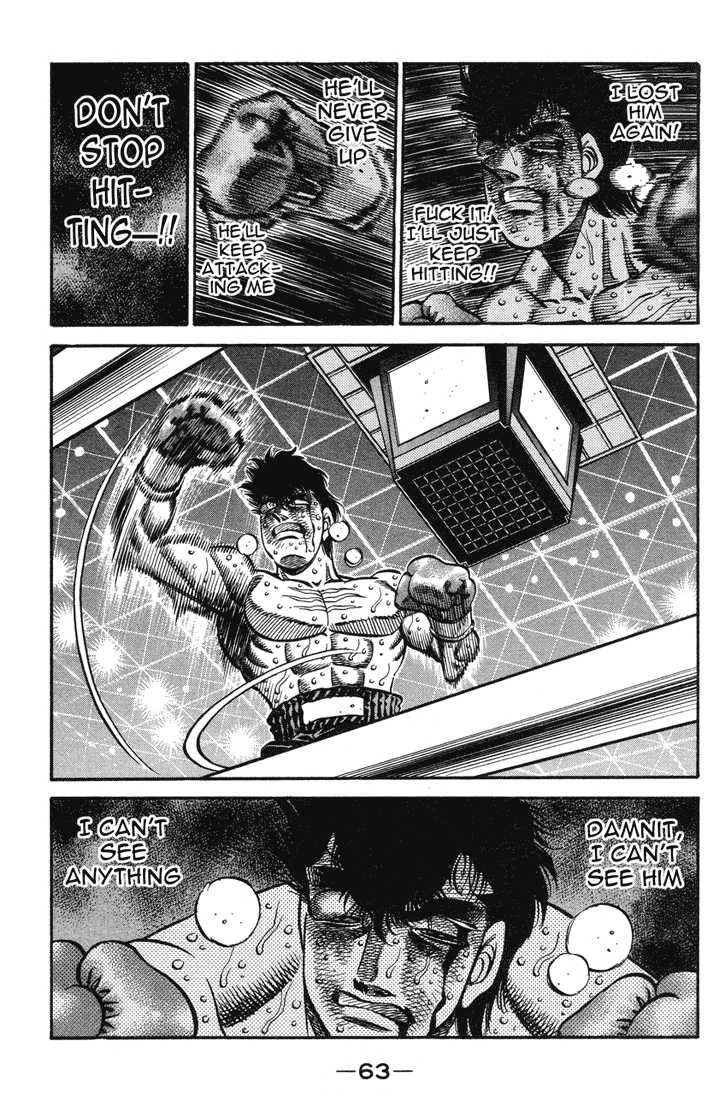 I LOST
HIM
AGAIN!
FUCK IT!
I'LL JUST
KEEP
HITTING!!
HE'LL
NEVER
GIVE
UP
HE'LL
KEEP
ATTACK-
ING ME
DON'T
STOP
HIT-
TING—!!
DAMNIT,
I CAN'T
SEE HIM
I CAN'T
SEE
ANYTHING
—63—